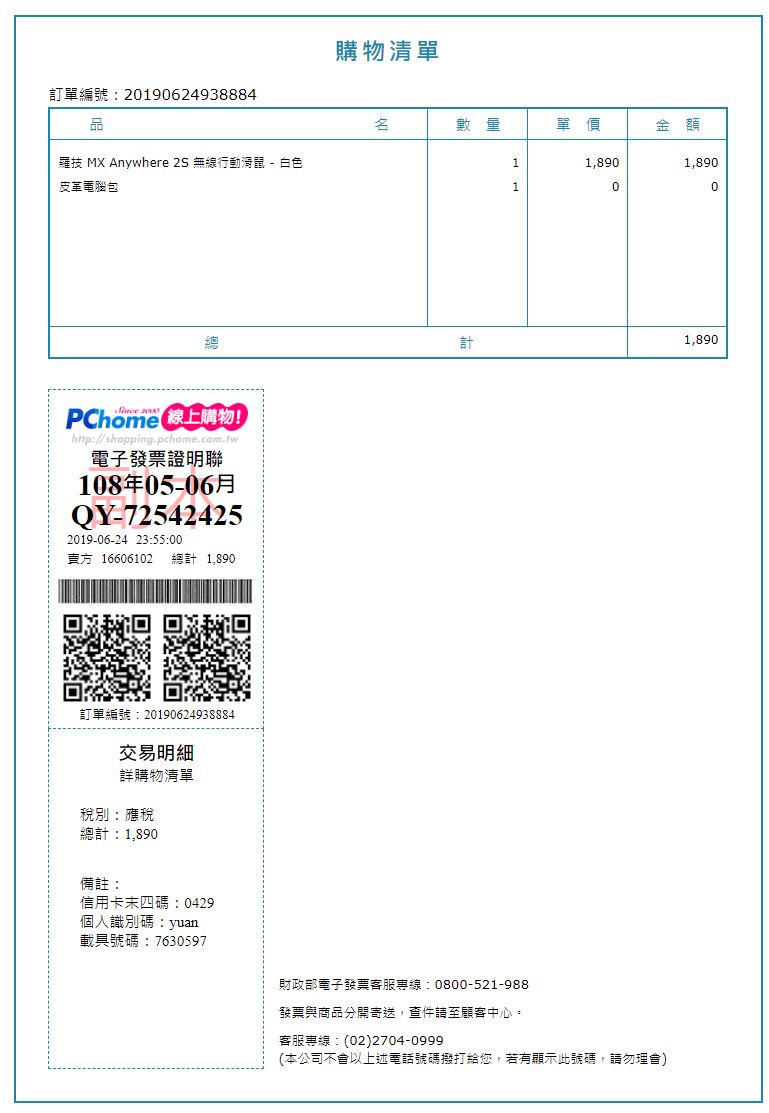 購物清單
訂單編號：20190624938884
品 名 數 量 單 價 金 額
羅技 MX Anywhere 2S 無線行動滑鼠 - 白色 1 1,890 1,890
皮革電腦包 1 0 0
總 計 1,890
Since 2000
PChome 線上購物!
http://shopping.pchome.com.tw
電子發票證明聯
副本
108年05-06月
QY-72542425
2019-06-24 23:55:00
賣方 16606102 總計 1,890
訂單編號：20190624938884
交易明細
詳購物清單
稅別：應稅
總計：1,890
備註：
信用卡末四碼：0429
個人識別碼：yuan
載具號碼：7630597
財政部電子發票客服專線：0800-521-988
發票與商品分開寄送，查件請至顧客中心。
客服專線：(02)2704-0999
(本公司不會以上述電話號碼撥打給您，若有顯示此號碼，請勿理會)